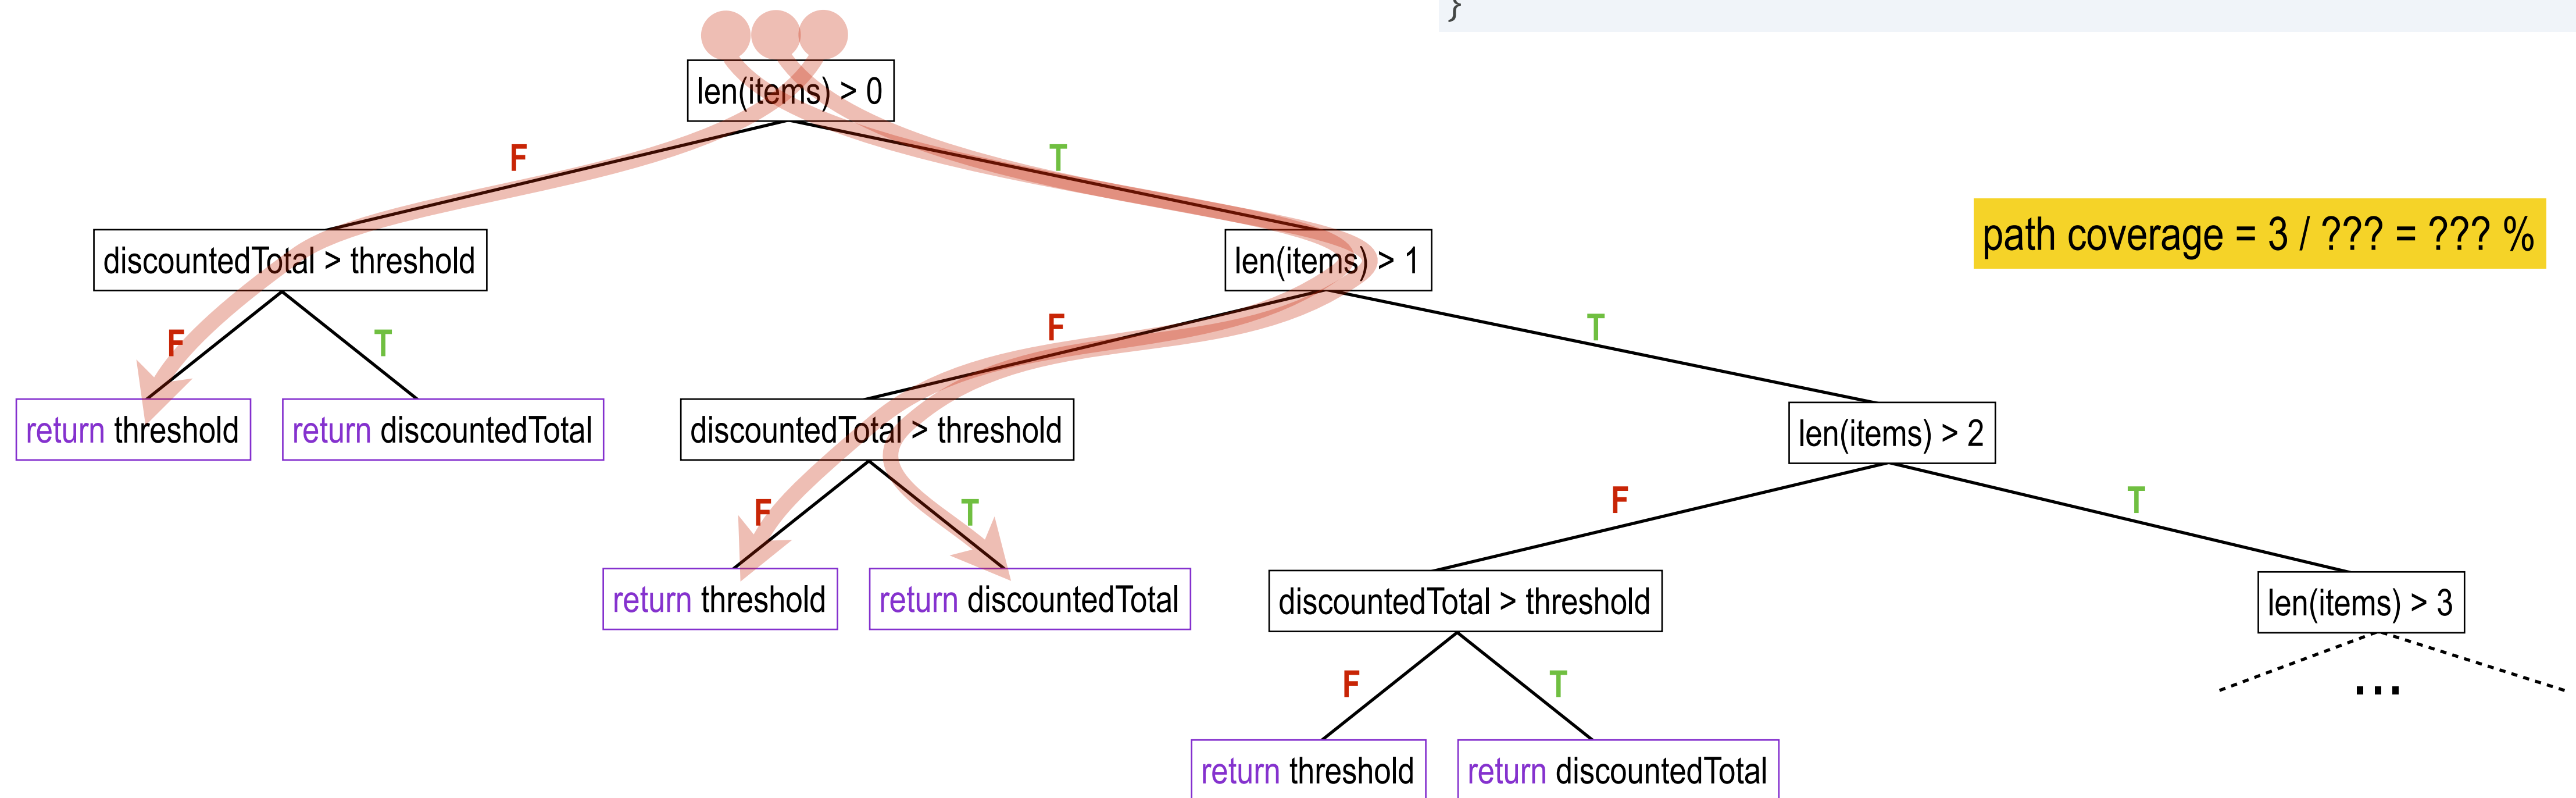 }
len(items) > 0
F
T
discountedTotal > threshold
len(items) > 1
path coverage = 3 / ??? = ??? %
F
T
F
T
return threshold
return discountedTotal
discountedTotal > threshold
len(items) > 2
F
T
F
T
return threshold
return discountedTotal
discountedTotal > threshold
len(items) > 3
F
T
...
return threshold
return discountedTotal